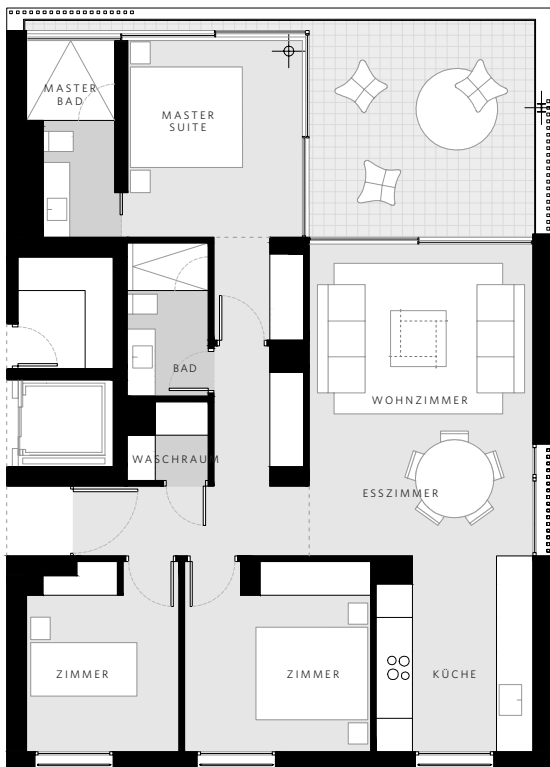 MASTER
BAD
MASTER
SUITE
BAD
WOHNZIMMER
WASCHRAUM
ESSZIMMER
ZIMMER
ZIMMER
KÜCHE